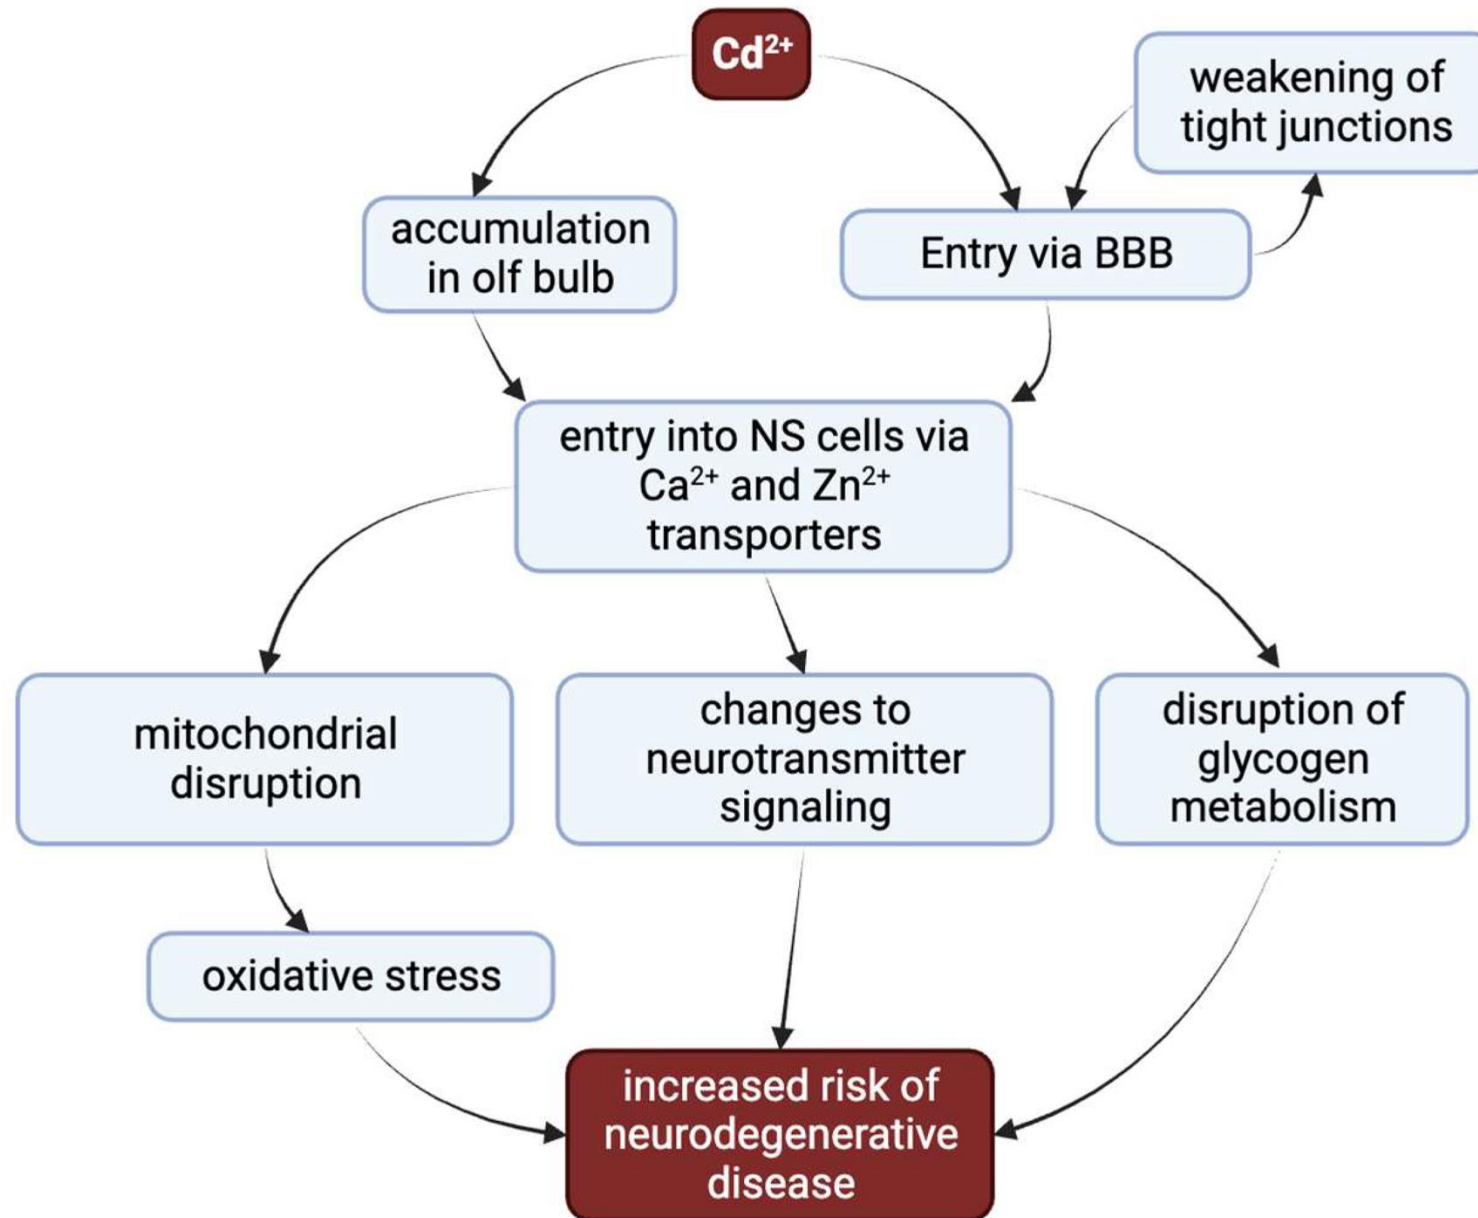 Cd²⁺
weakening of
tight junctions
accumulation
in olf bulb
Entry via BBB
entry into NS cells via
Ca²⁺ and Zn²⁺
transporters
mitochondrial
disruption
changes to
neurotransmitter
signaling
disruption of
glycogen
metabolism
oxidative stress
increased risk of
neurodegenerative
disease